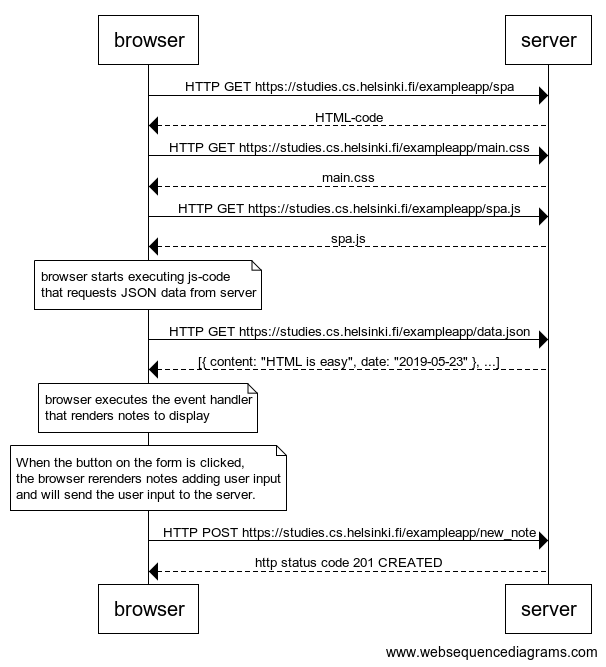 browser
server
HTTP GET https://studies.cs.helsinki.fi/exampleapp/spa
HTML-code
HTTP GET https://studies.cs.helsinki.fi/exampleapp/main.css
main.css
HTTP GET https://studies.cs.helsinki.fi/exampleapp/spa.js
spa.js
browser starts executing js-code
that requests JSON data from server
HTTP GET https://studies.cs.helsinki.fi/exampleapp/data.json
[{ content: "HTML is easy", date: "2019-05-23" }, ...]
browser executes the event handler
that renders notes to display
When the button on the form is clicked,
the browser rerenders notes adding user input
and will send the user input to the server.
HTTP POST https://studies.cs.helsinki.fi/exampleapp/new_note
http status code 201 CREATED
browser
server
www.websequencediagrams.com